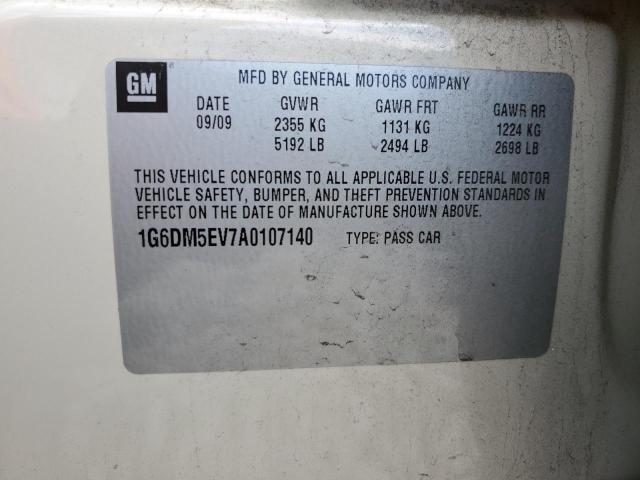 GM
MFD BY GENERAL MOTORS COMPANY
DATE GVWR GAWR FRT GAWR RR
09/09 2355 KG 1131 KG 1224 KG
5192 LB 2494 LB 2698 LB
THIS VEHICLE CONFORMS TO ALL APPLICABLE U.S. FEDERAL MOTOR
VEHICLE SAFETY, BUMPER, AND THEFT PREVENTION STANDARDS IN
EFFECT ON THE DATE OF MANUFACTURE SHOWN ABOVE.
1G6DM5EV7A0107140 TYPE: PASS CAR